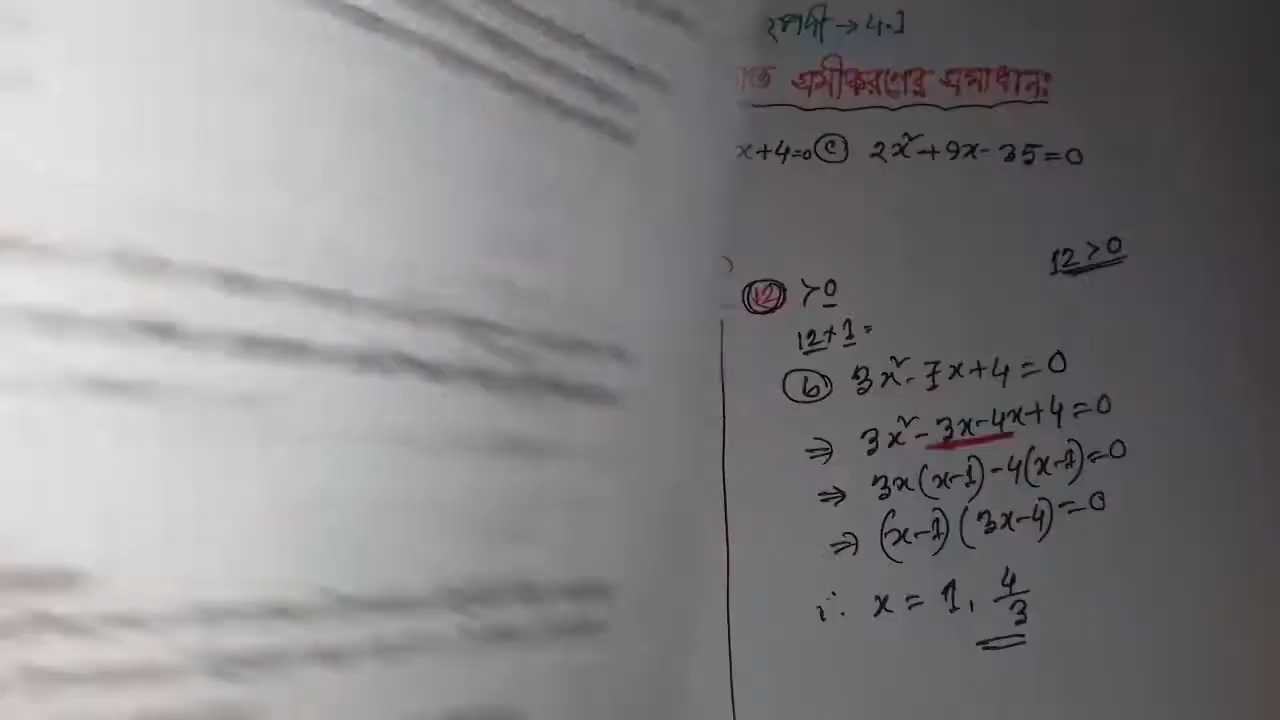 → 4.1
সমীকরণের সমাধান:
x+4=0 ⓒ 2x²+9x-35=0
12>0
12 >0
12+1=
ⓑ 3x²-7x+4=0
⇒ 3x²-3x-4x+4=0
⇒ 3x(x-1)-4(x-1)=0
⇒ (x-1)(3x-4)=0
∴ x = 1, 4/3